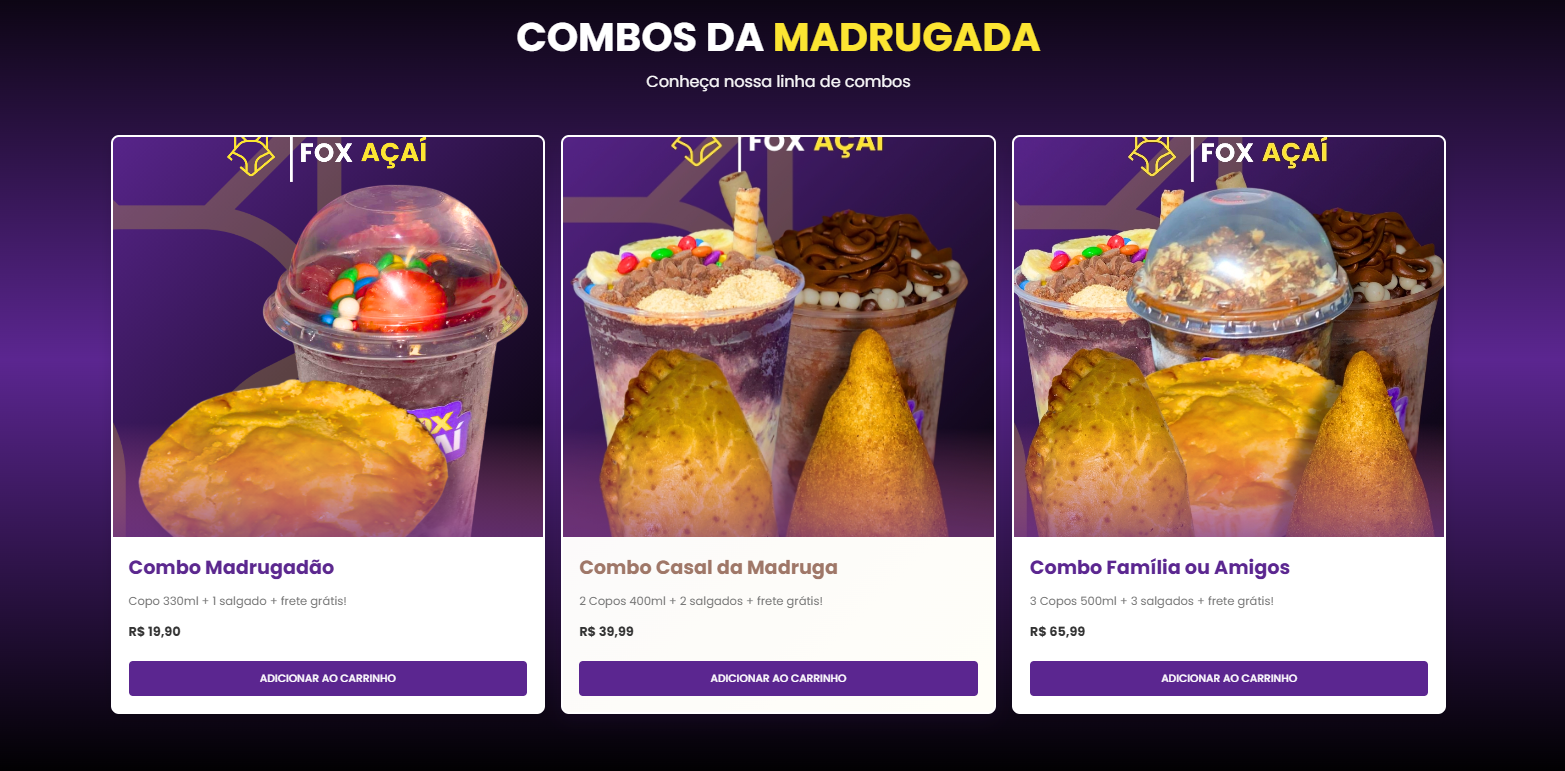 COMBOS DA MADRUGADA
Conheça nossa linha de combos
FOX AÇAÍ
FOX AÇAÍ
FOX AÇAÍ
Combo Madrugadão
Copo 330ml + 1 salgado + frete grátis!
R$ 19,90
ADICIONAR AO CARRINHO
Combo Casal da Madruga
2 Copos 400ml + 2 salgados + frete grátis!
R$ 39,99
ADICIONAR AO CARRINHO
Combo Família ou Amigos
3 Copos 500ml + 3 salgados + frete grátis!
R$ 65,99
ADICIONAR AO CARRINHO